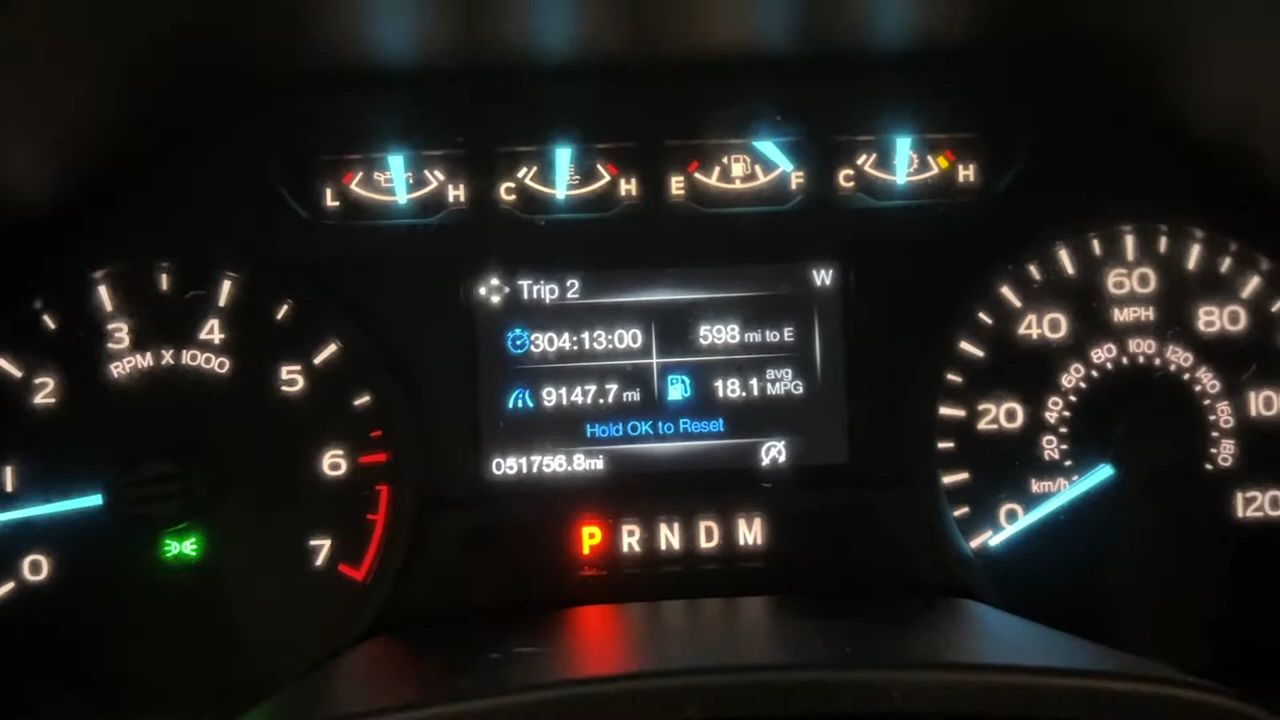 L H
C H
E F
C H
Trip 2 W
304:13:00 598 mi to E
9147.7 mi 18.1 avg MPG
Hold OK to Reset
051756.8mi
P R N D M
0 1 2 3 4 5 6 7
RPM X 1000
0 20 40 60 80 100 120
MPH
20 40 60 80 100 120 140 160 180
km/h